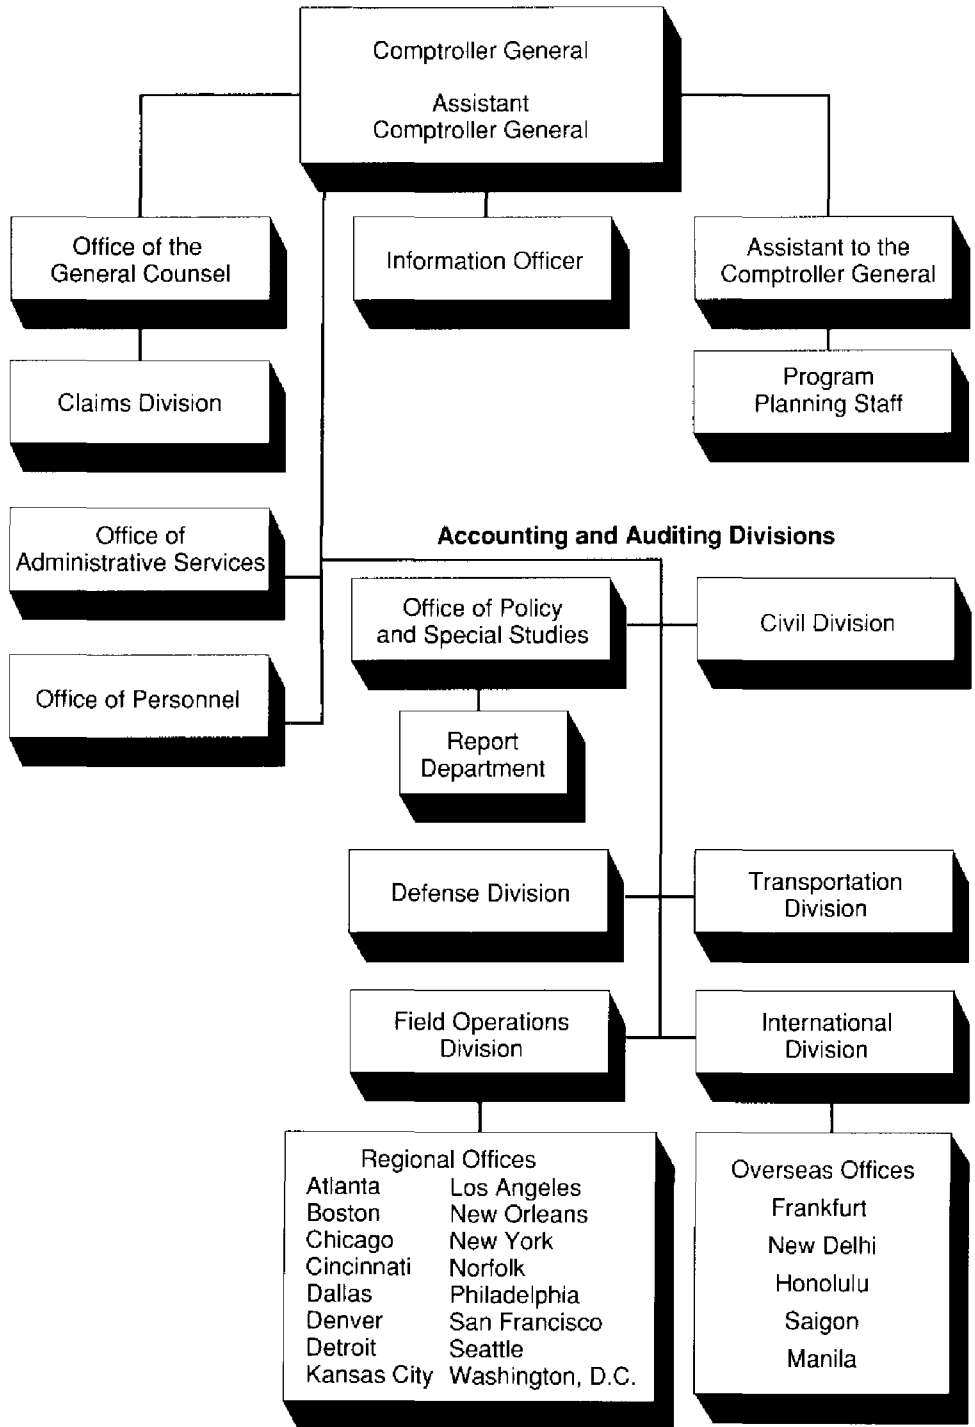 Comptroller General
Assistant
Comptroller General
Office of the
General Counsel
Information Officer
Assistant to the
Comptroller General
Claims Division
Program
Planning Staff
Office of
Administrative Services
Accounting and Auditing Divisions
Office of Policy
and Special Studies
Civil Division
Office of Personnel
Report
Department
Defense Division
Transportation
Division
Field Operations
Division
International
Division
Regional Offices
Atlanta
Boston
Chicago
Cincinnati
Dallas
Denver
Detroit
Kansas City
Los Angeles
New Orleans
New York
Norfolk
Philadelphia
San Francisco
Seattle
Washington, D.C.
Overseas Offices
Frankfurt
New Delhi
Honolulu
Saigon
Manila